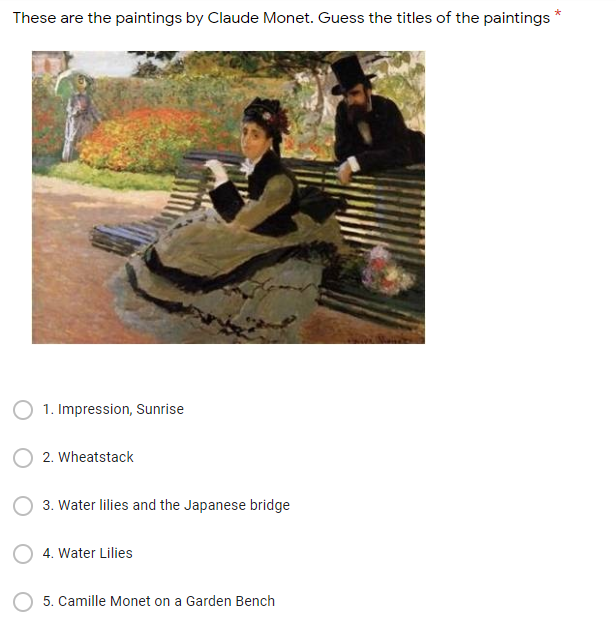 These are the paintings by Claude Monet. Guess the titles of the paintings *
1. Impression, Sunrise
2. Wheatstack
3. Water lilies and the Japanese bridge
4. Water Lilies
5. Camille Monet on a Garden Bench